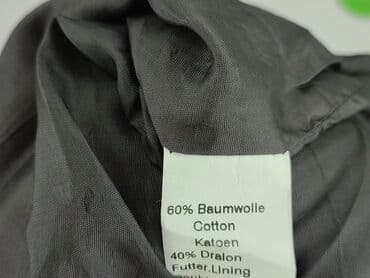 60% Baumwolle
Cotton
Katoen
40% Dralon
Futter.Lining